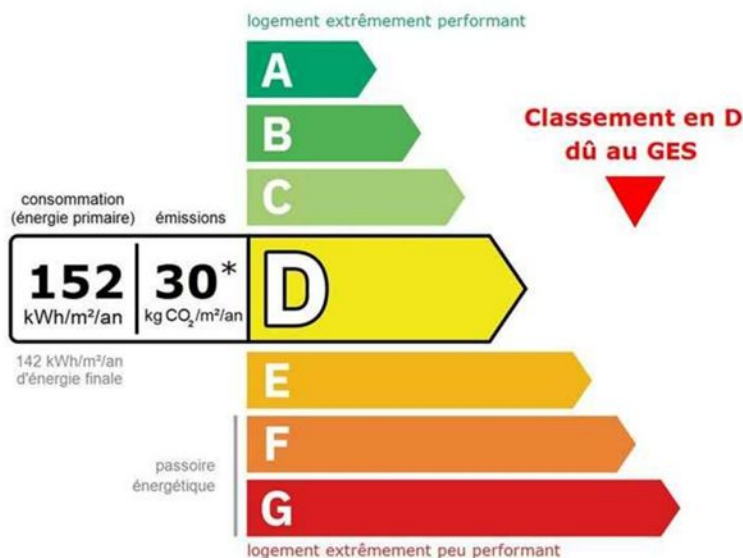 logement extrêmement performant
A
B
C
Classement en D
dû au GES
consommation
(énergie primaire)
émissions
152
kWh/m²/an
30*
kg CO₂/m²/an
D
142 kWh/m²/an
d'énergie finale
E
F
passoire
énergétique
G
logement extrêmement peu performant